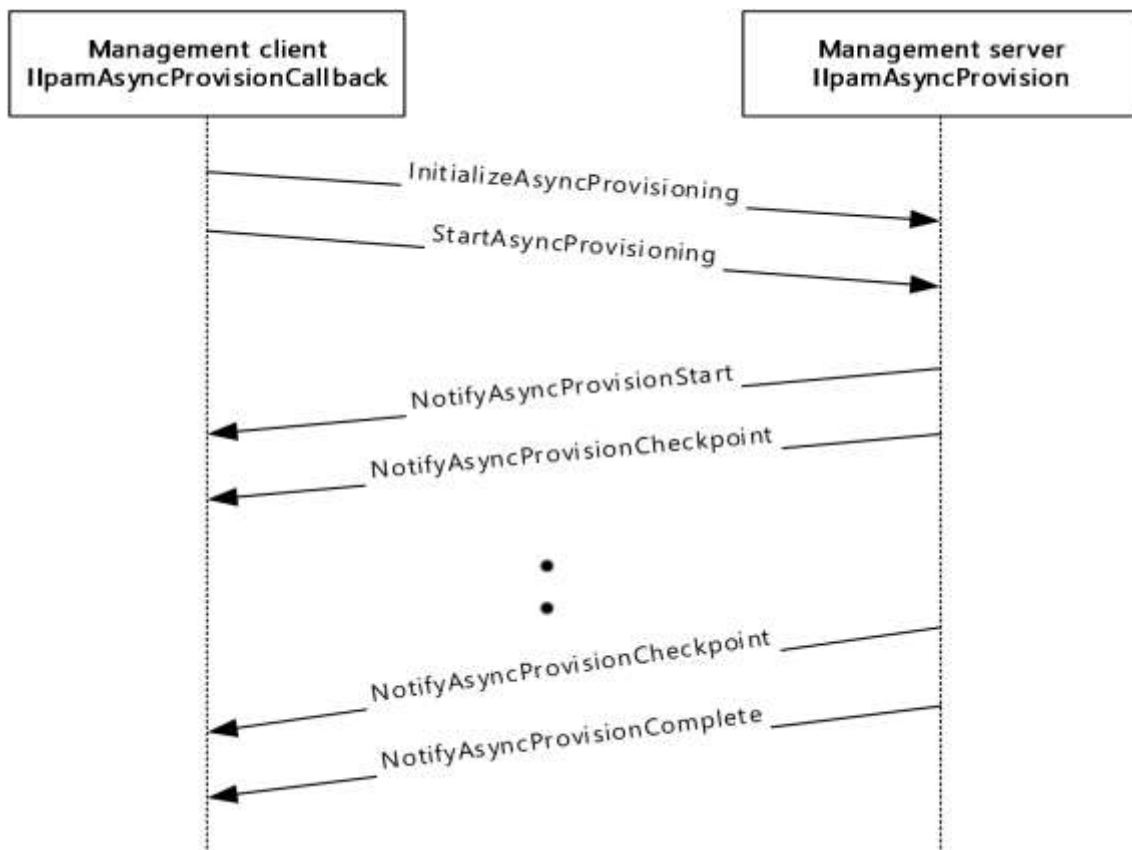 Management client
IIpamAsyncProvisionCallback
Management server
IIpamAsyncProvision
InitializeAsyncProvisioning
StartAsyncProvisioning
NotifyAsyncProvisionStart
NotifyAsyncProvisionCheckpoint
NotifyAsyncProvisionCheckpoint
NotifyAsyncProvisionComplete